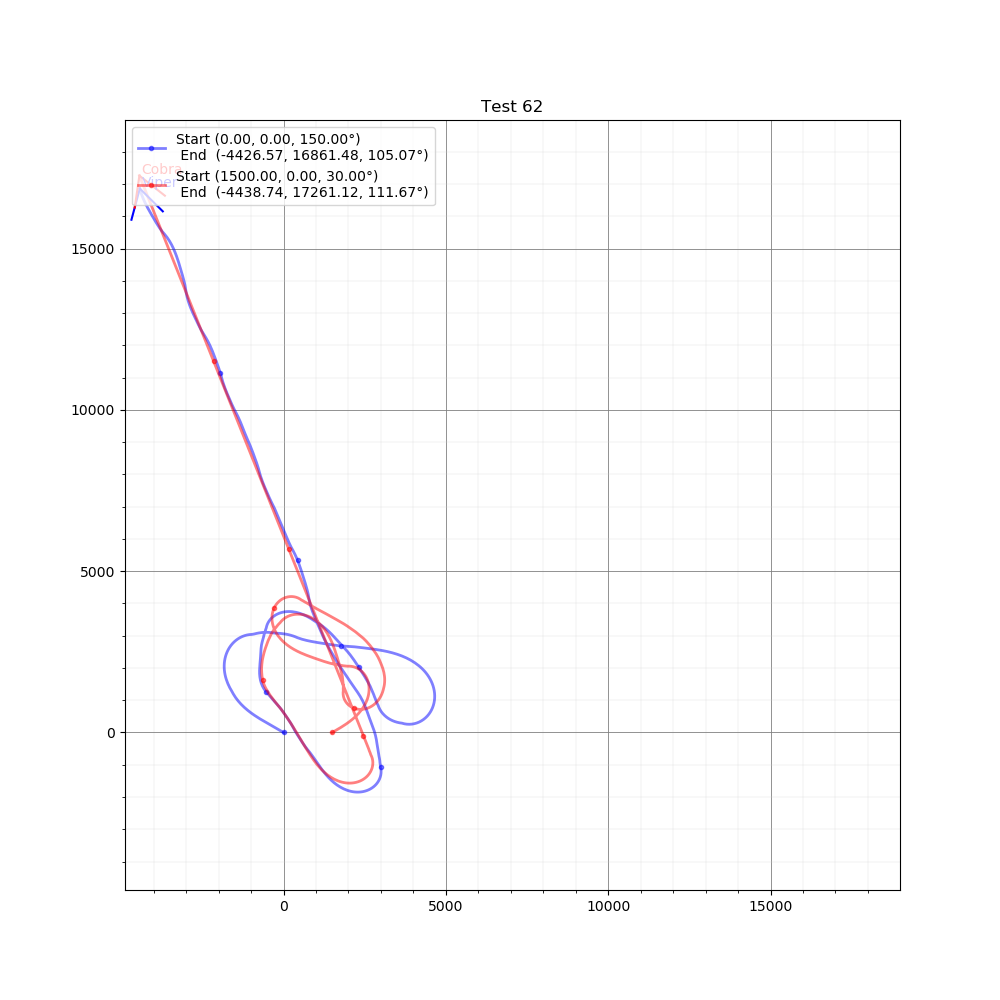 Test 62
Start (0.00, 0.00, 150.00°)
End (-4426.57, 16861.48, 105.07°)
Start (1500.00, 0.00, 30.00°)
End (-4438.74, 17261.12, 111.67°)
Cobra
Viper
15000
10000
5000
0
0
5000
10000
15000